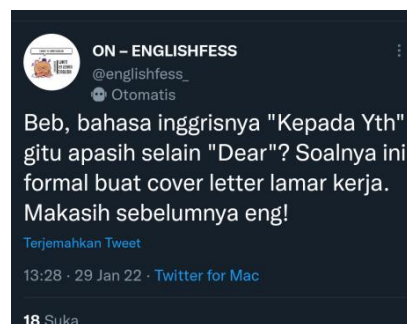 ON – ENGLISHFESS
@englishfess_
Otomatis
Beb, bahasa inggrisnya "Kepada Yth"
gitu apasih selain "Dear"? Soalnya ini
formal buat cover letter lamar kerja.
Makasih sebelumnya eng!
Terjemahkan Tweet
13:28 · 29 Jan 22 · Twitter for Mac
18 Suka